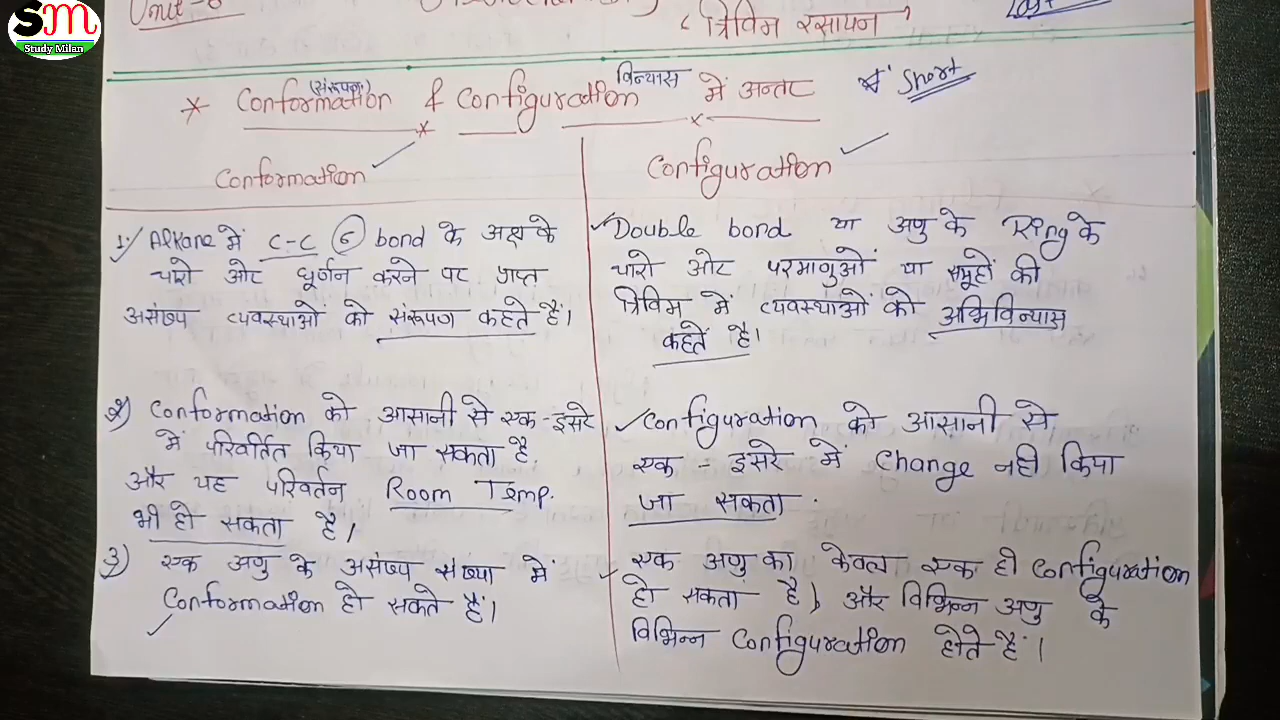 SM
Study Milan
Unit-
( त्रिविम रसायन )
* Conformation (संरूपण) & Configuration विन्यास में अन्तर Short
Conformation
Configuration
1) Alkane में C-C σ bond के अक्ष के
चारो ओर घूर्णन करने पर प्राप्त
असंख्य व्यवस्थाओं को संरूपण कहते है।
Double bond या अणु के Ring के
चारो ओर परमाणुओं या समूहों की
त्रिविम में व्यवस्थाओं को अभिविन्यास
कहते है।
2) Conformation को आसानी से एक-दूसरे
में परिवर्तित किया जा सकता है,
और यह परिवर्तन Room Temp.
भी हो सकता है।
Configuration को आसानी से
एक - दूसरे में Change नही किया
जा सकता .
3) एक अणु के असंख्य संख्या में
Conformation हो सकते है।
एक अणु का केवल एक ही Configuration
हो सकता है, और विभिन्न अणु के
विभिन्न Configuration होते है।